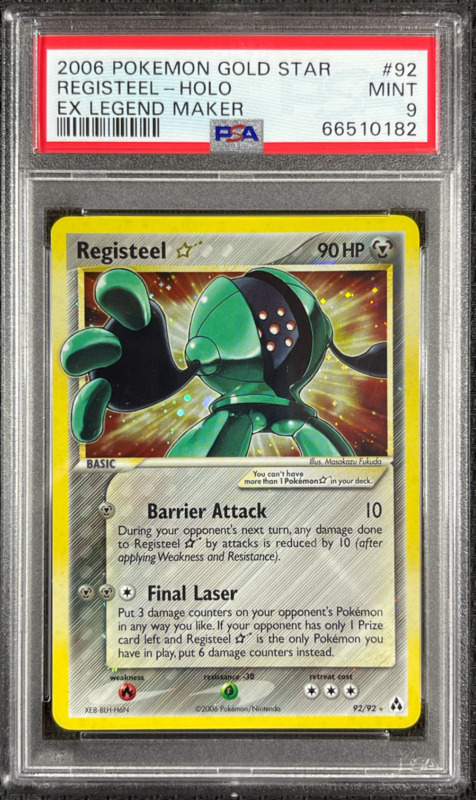 2006 POKEMON GOLD STAR #92
REGISTEEL-HOLO MINT
EX LEGEND MAKER 9
PSA 66510182
Registeel ☆ 90 HP
BASIC
Illus. Masakazu Fukuda
You can't have
more than 1 Pokémon☆ in your deck.
Barrier Attack 10
During your opponent's next turn, any damage done
to Registeel ☆ by attacks is reduced by 10 (after
applying Weakness and Resistance).
Final Laser
Put 3 damage counters on your opponent's Pokémon
in any way you like. If your opponent has only 1 Prize
card left and Registeel ☆ is the only Pokémon you
have in play, put 6 damage counters instead.
weakness resistance -30 retreat cost
XEB-BLH-H6N ©2006 Pokémon/Nintendo 92/92 ★
PSA